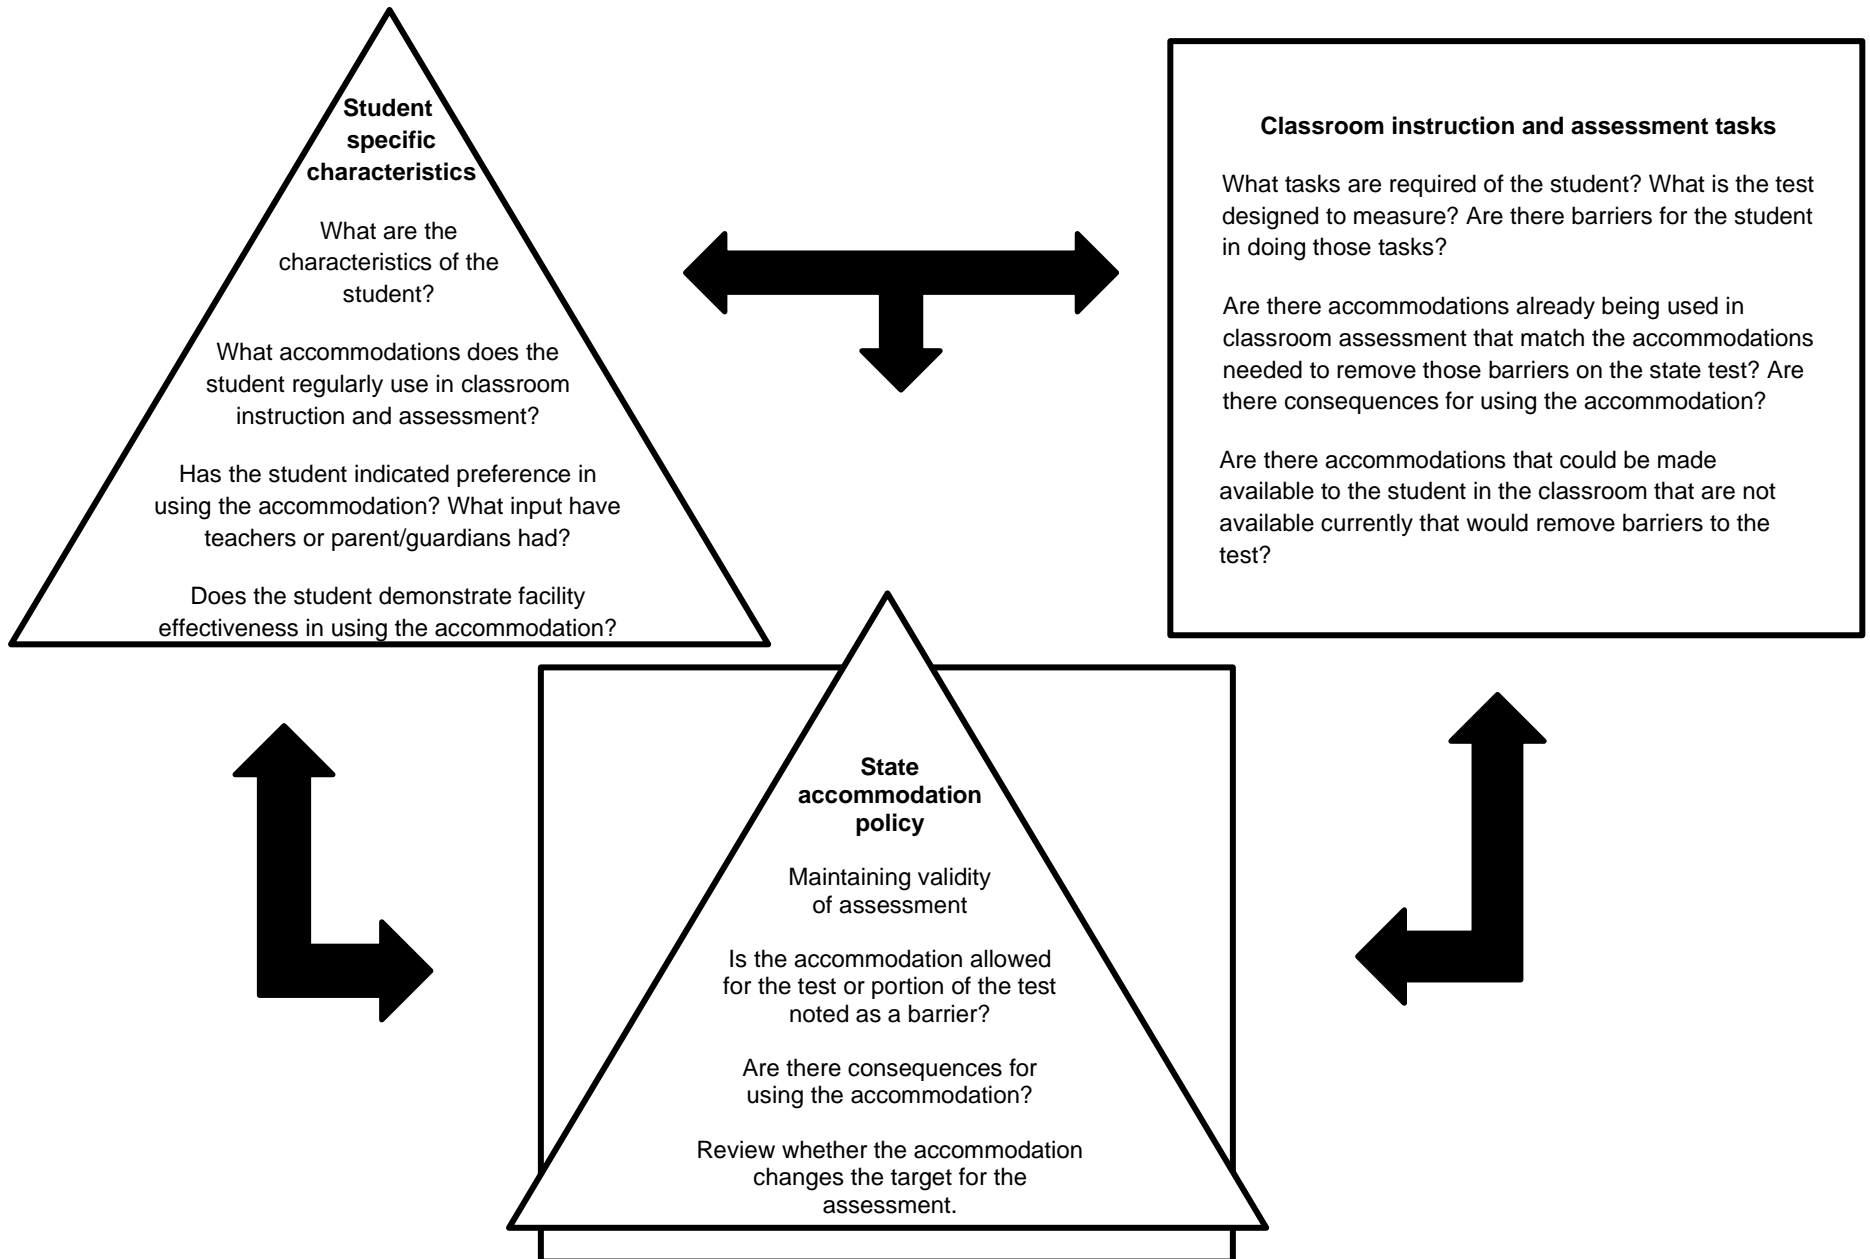 Student
specific
characteristics
What are the
characteristics of the
student?
What accommodations does the
student regularly use in classroom
instruction and assessment?
Has the student indicated preference in
using the accommodation? What input have
teachers or parent/guardians had?
Does the student demonstrate facility
effectiveness in using the accommodation?
Classroom instruction and assessment tasks
What tasks are required of the student? What is the test
designed to measure? Are there barriers for the student
in doing those tasks?
Are there accommodations already being used in
classroom assessment that match the accommodations
needed to remove those barriers on the state test? Are
there consequences for using the accommodation?
Are there accommodations that could be made
available to the student in the classroom that are not
available currently that would remove barriers to the
test?
State
accommodation
policy
Maintaining validity
of assessment
Is the accommodation allowed
for the test or portion of the test
noted as a barrier?
Are there consequences for
using the accommodation?
Review whether the accommodation
changes the target for the
assessment.